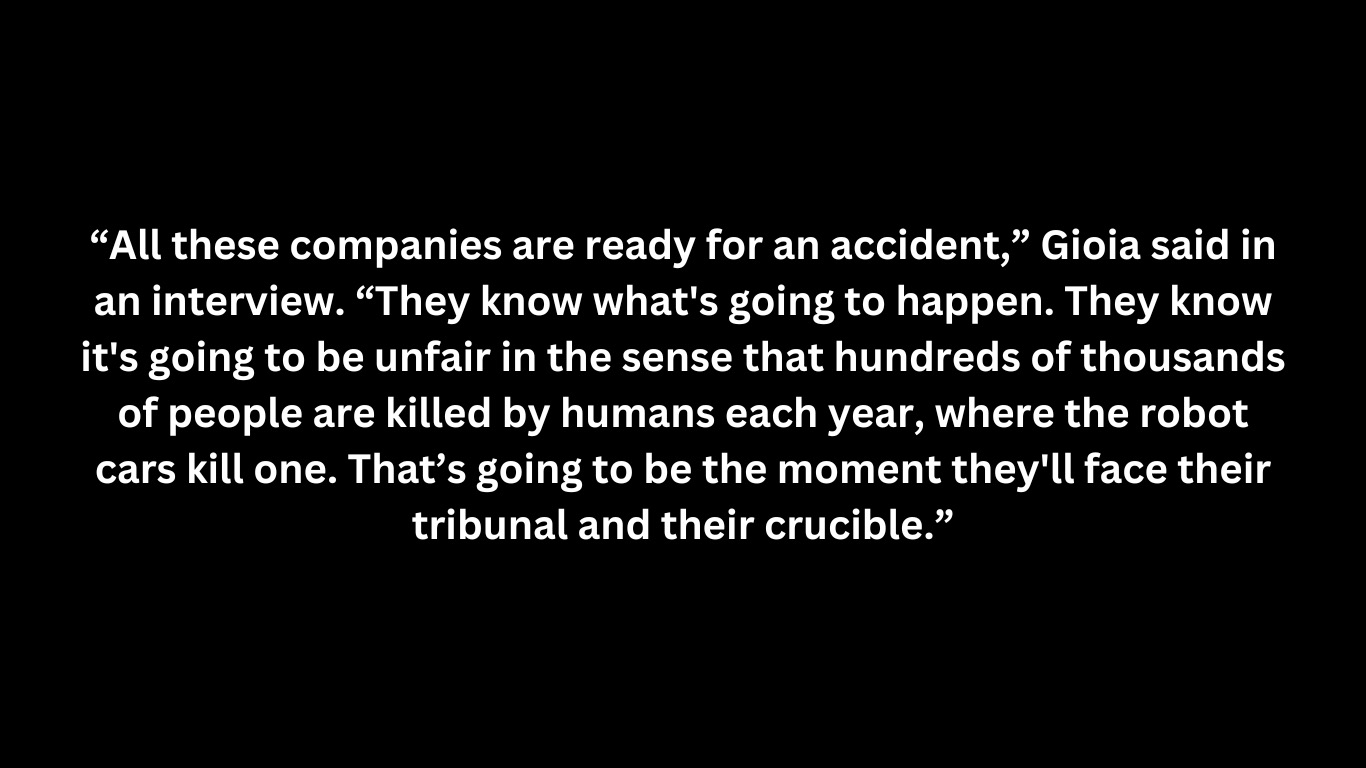 “All these companies are ready for an accident,” Gioia said in
an interview. “They know what's going to happen. They know
it's going to be unfair in the sense that hundreds of thousands
of people are killed by humans each year, where the robot
cars kill one. That’s going to be the moment they'll face their
tribunal and their crucible.”